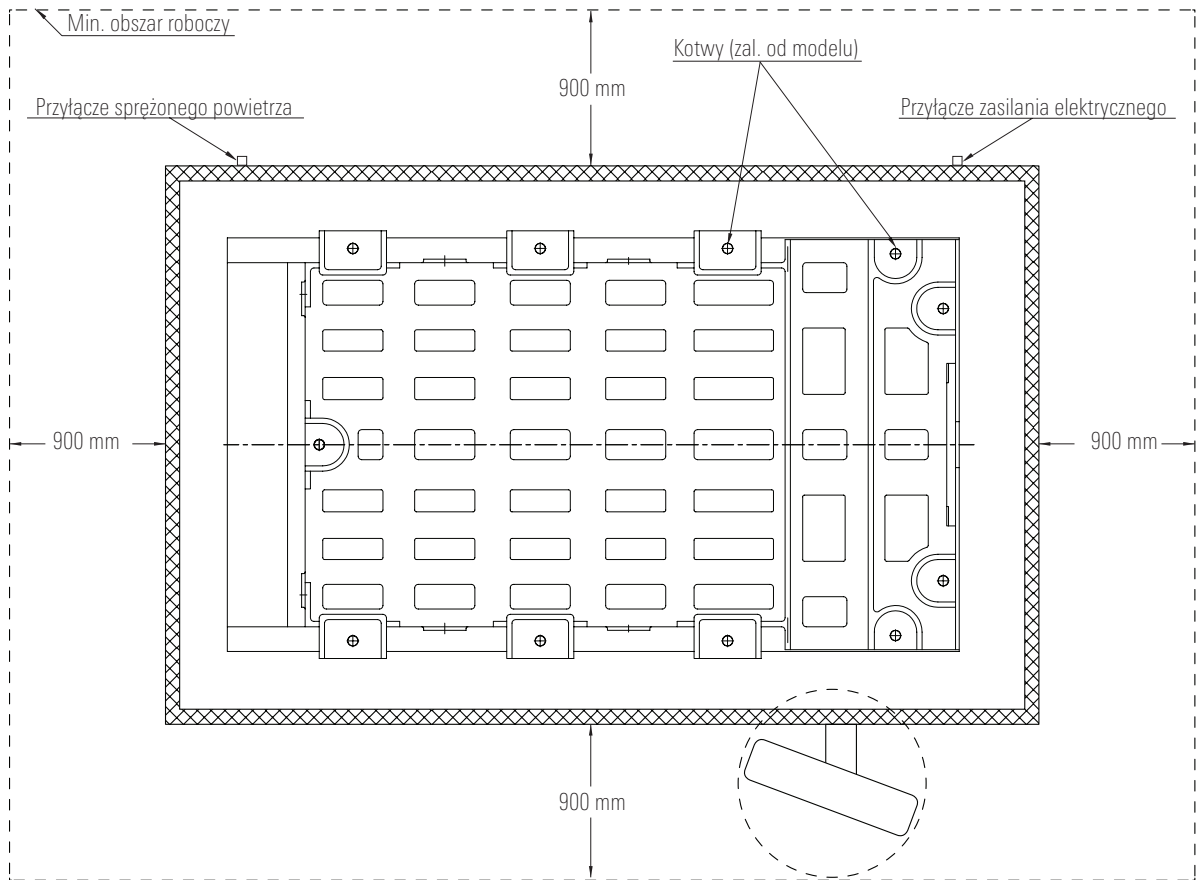 Min. obszar roboczy
Kotwy (zal. od modelu)
900 mm
Przyłącze sprężonego powietrza
Przyłącze zasilania elektrycznego
900 mm
900 mm
900 mm